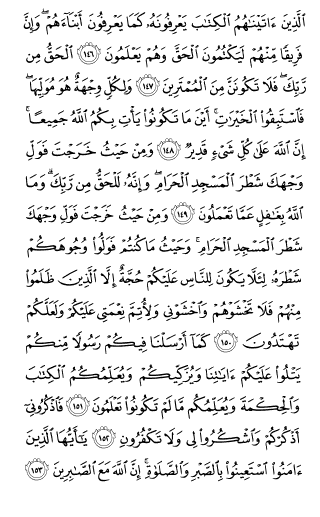 ٱلَّذِينَ ءَاتَيْنَٰهُمُ ٱلْكِتَٰبَ يَعْرِفُونَهُۥ كَمَا يَعْرِفُونَ أَبْنَآءَهُمْ ۖ وَإِنَّ
فَرِيقًا مِّنْهُمْ لَيَكْتُمُونَ ٱلْحَقَّ وَهُمْ يَعْلَمُونَ ١٤٦ ٱلْحَقُّ مِن
رَّبِّكَ ۖ فَلَا تَكُونَنَّ مِنَ ٱلْمُمْتَرِينَ ١٤٧ وَلِكُلٍّ وِجْهَةٌ هُوَ مُوَلِّيهَا ۖ
فَٱسْتَبِقُوا۟ ٱلْخَيْرَٰتِ ۚ أَيْنَ مَا تَكُونُوا۟ يَأْتِ بِكُمُ ٱللَّهُ جَمِيعًا ۚ
إِنَّ ٱللَّهَ عَلَىٰ كُلِّ شَىْءٍ قَدِيرٌ ١٤٨ وَمِنْ حَيْثُ خَرَجْتَ فَوَلِّ
وَجْهَكَ شَطْرَ ٱلْمَسْجِدِ ٱلْحَرَامِ ۖ وَإِنَّهُۥ لَلْحَقُّ مِن رَّبِّكَ ۗ وَمَا
ٱللَّهُ بِغَٰفِلٍ عَمَّا تَعْمَلُونَ ١٤٩ وَمِنْ حَيْثُ خَرَجْتَ فَوَلِّ وَجْهَكَ
شَطْرَ ٱلْمَسْجِدِ ٱلْحَرَامِ ۚ وَحَيْثُ مَا كُنتُمْ فَوَلُّوا۟ وُجُوهَكُمْ
شَطْرَهُۥ لِئَلَّا يَكُونَ لِلنَّاسِ عَلَيْكُمْ حُجَّةٌ إِلَّا ٱلَّذِينَ ظَلَمُوا۟
مِنْهُمْ فَلَا تَخْشَوْهُمْ وَٱخْشَوْنِى وَلِأُتِمَّ نِعْمَتِى عَلَيْكُمْ وَلَعَلَّكُمْ
تَهْتَدُونَ ١٥٠ كَمَآ أَرْسَلْنَا فِيكُمْ رَسُولًا مِّنكُمْ
يَتْلُوا۟ عَلَيْكُمْ ءَايَٰتِنَا وَيُزَكِّيكُمْ وَيُعَلِّمُكُمُ ٱلْكِتَٰبَ
وَٱلْحِكْمَةَ وَيُعَلِّمُكُم مَّا لَمْ تَكُونُوا۟ تَعْلَمُونَ ١٥١ فَٱذْكُرُونِىٓ
أَذْكُرْكُمْ وَٱشْكُرُوا۟ لِى وَلَا تَكْفُرُونِ ١٥٢ يَٰٓأَيُّهَا ٱلَّذِينَ
ءَامَنُوا۟ ٱسْتَعِينُوا۟ بِٱلصَّبْرِ وَٱلصَّلَوٰةِ ۚ إِنَّ ٱللَّهَ مَعَ ٱلصَّٰبِرِينَ ١٥٣